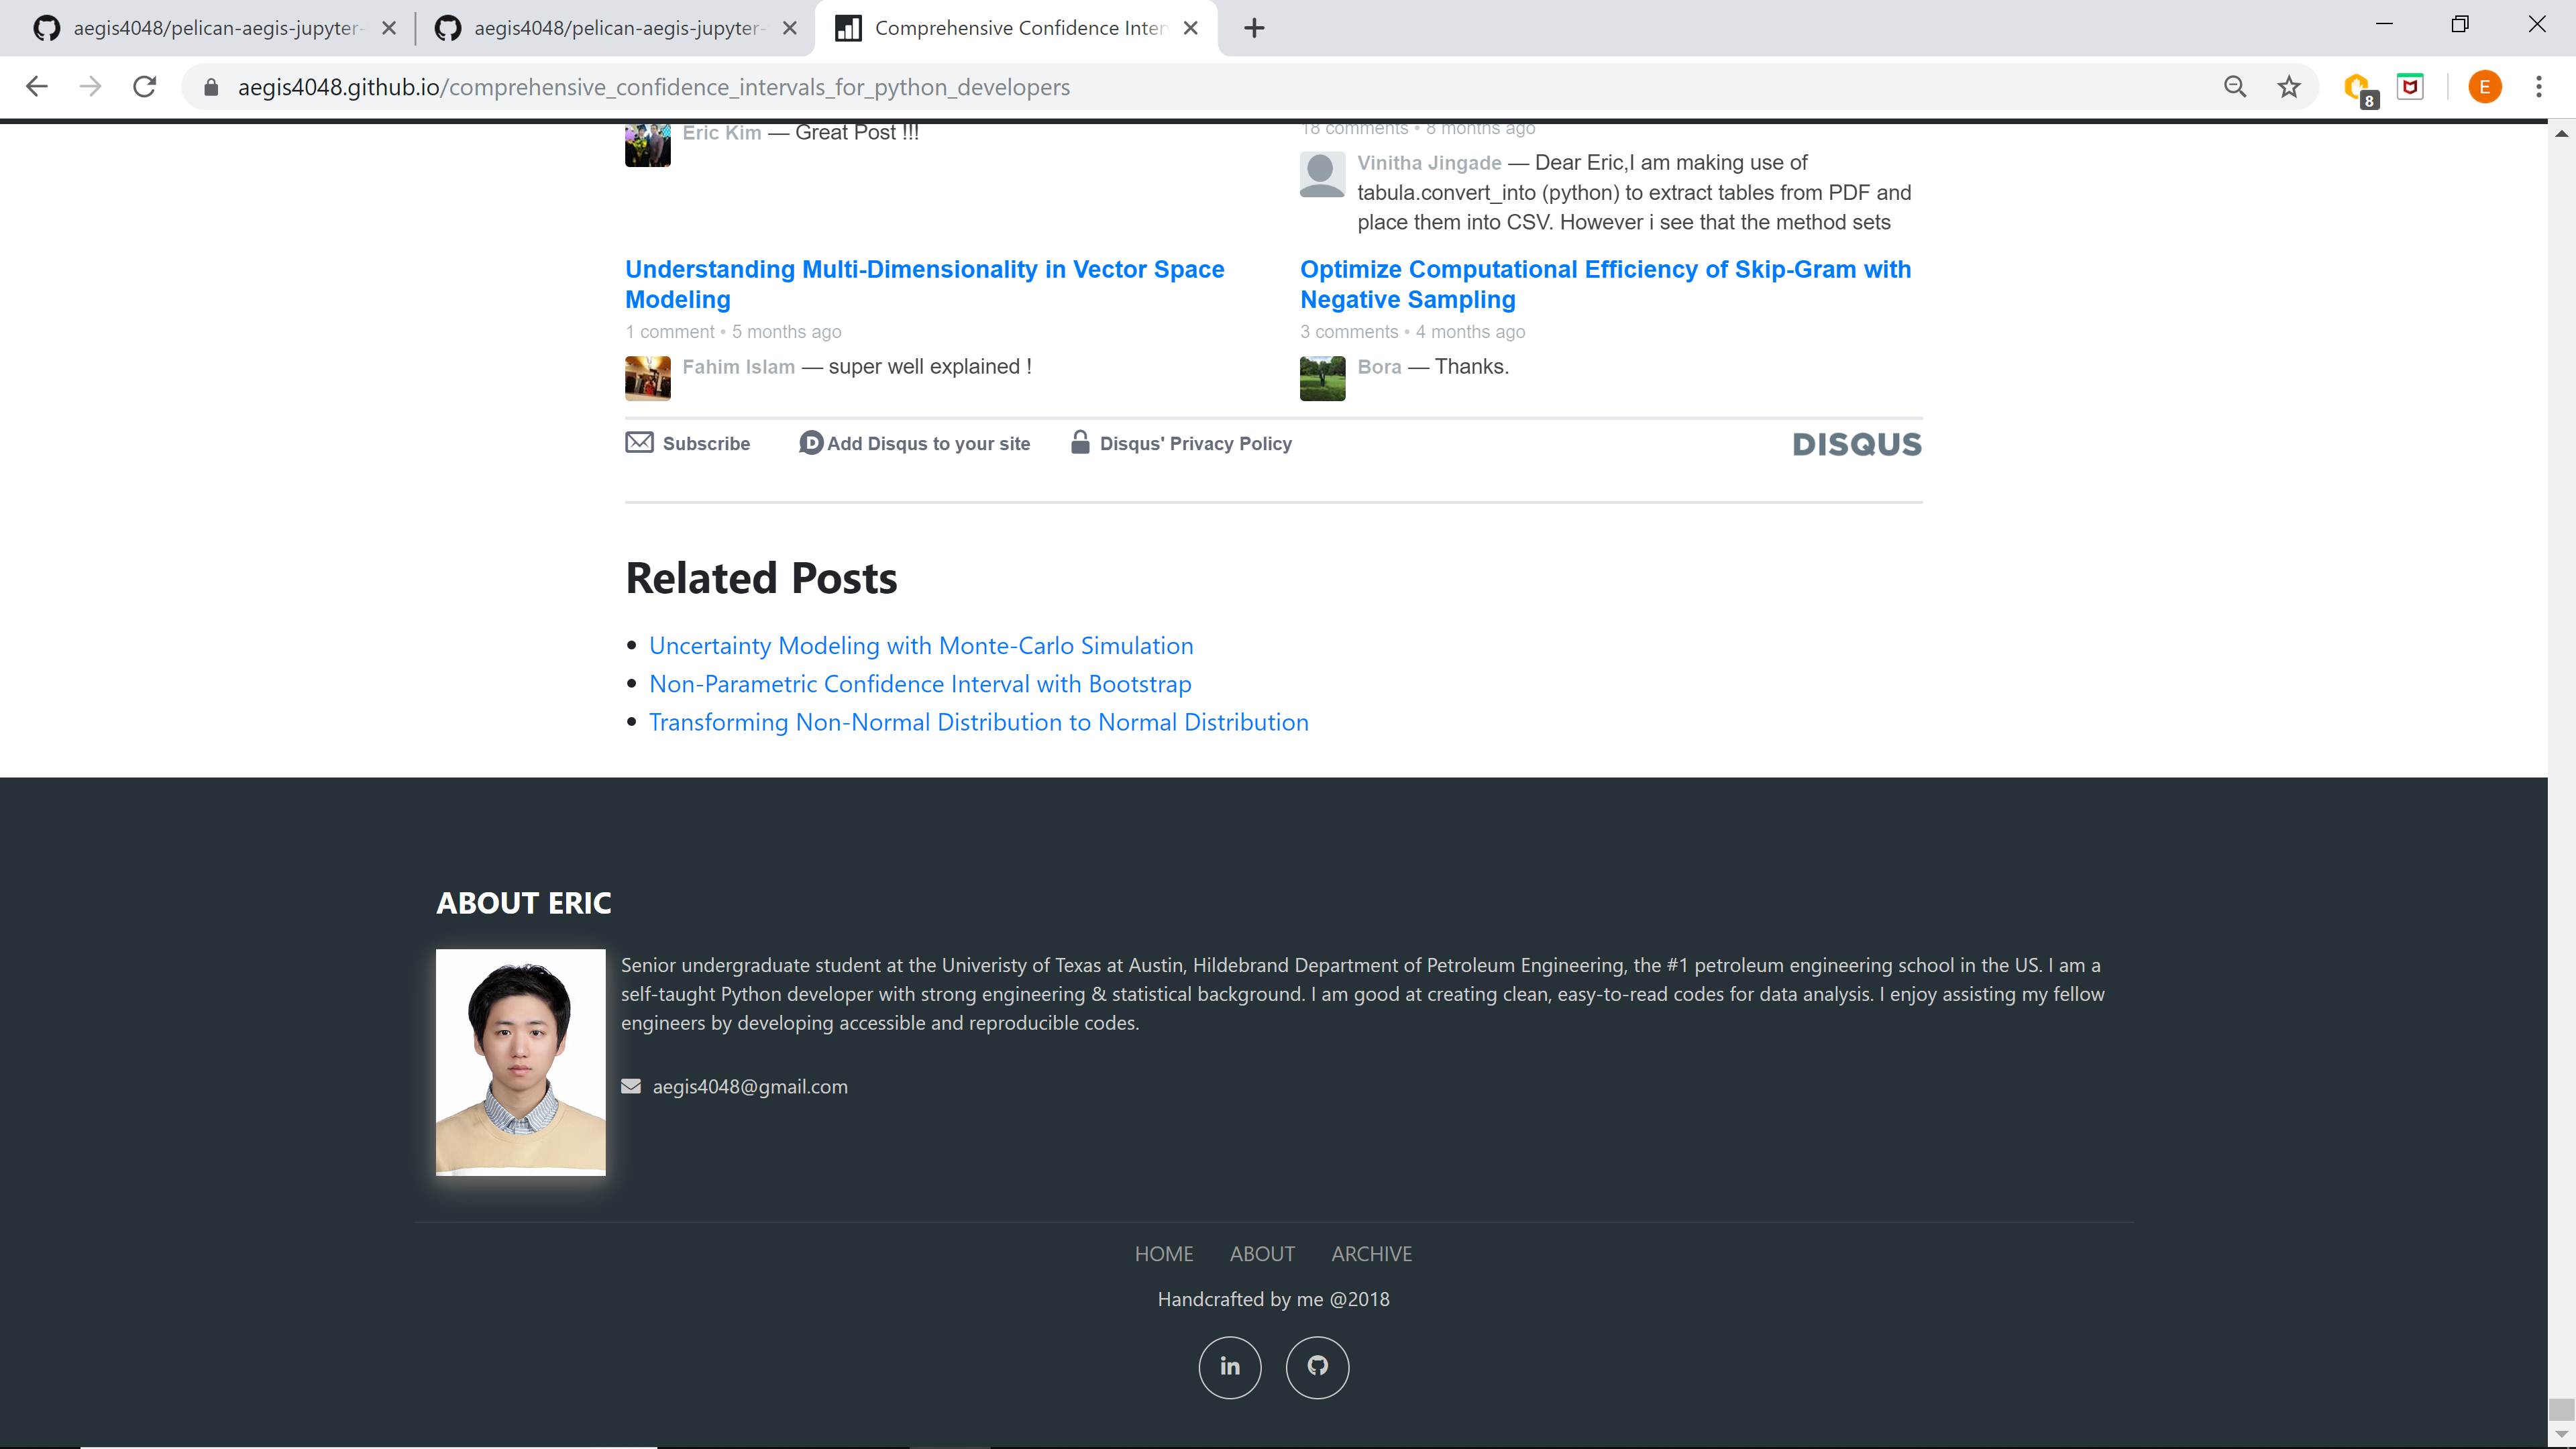 aegis4048/pelican-aegis-jupyter-
aegis4048/pelican-aegis-jupyter-
Comprehensive Confidence Inter
aegis4048.github.io/comprehensive_confidence_intervals_for_python_developers
8
E
Eric Kim — Great Post !!!
18 comments • 8 months ago
Vinitha Jingade — Dear Eric,I am making use of
tabula.convert_into (python) to extract tables from PDF and
place them into CSV. However i see that the method sets
Understanding Multi-Dimensionality in Vector Space
Modeling
1 comment • 5 months ago
Fahim Islam — super well explained !
Optimize Computational Efficiency of Skip-Gram with
Negative Sampling
3 comments • 4 months ago
Bora — Thanks.
Subscribe
D Add Disqus to your site
Disqus' Privacy Policy
DISQUS
Related Posts
• Uncertainty Modeling with Monte-Carlo Simulation
• Non-Parametric Confidence Interval with Bootstrap
• Transforming Non-Normal Distribution to Normal Distribution
ABOUT ERIC
Senior undergraduate student at the Univeristy of Texas at Austin, Hildebrand Department of Petroleum Engineering, the #1 petroleum engineering school in the US. I am a
self-taught Python developer with strong engineering & statistical background. I am good at creating clean, easy-to-read codes for data analysis. I enjoy assisting my fellow
engineers by developing accessible and reproducible codes.
aegis4048@gmail.com
HOME ABOUT ARCHIVE
Handcrafted by me @2018
in